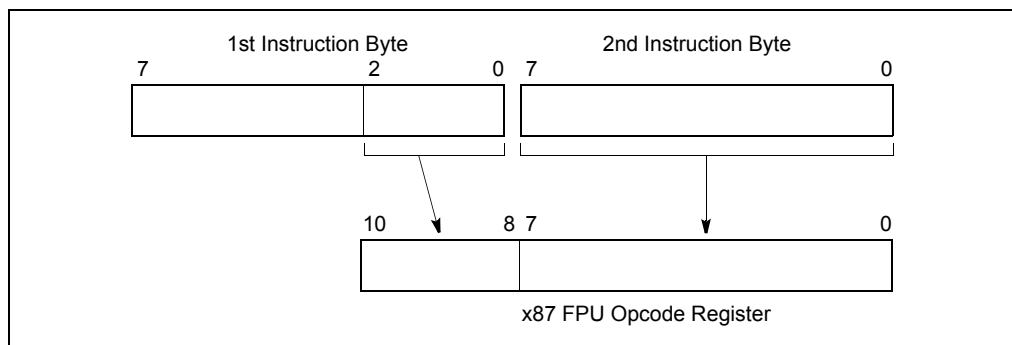 1st Instruction Byte 2nd Instruction Byte
7 2 0 7 0
10 8 7 0
x87 FPU Opcode Register